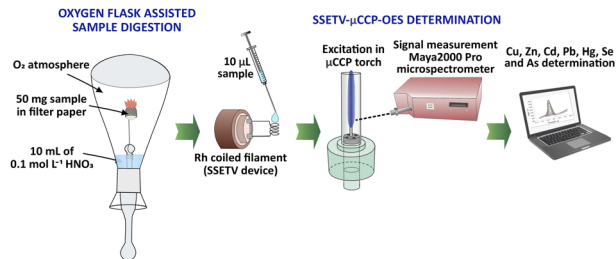 OXYGEN FLASK ASSISTED
SAMPLE DIGESTION
O₂ atmosphere
50 mg sample
in filter paper
10 mL of
0.1 mol L⁻¹ HNO₃
10 µL
sample
Rh coiled filament
(SSETV device)
SSETV-µCCP-OES DETERMINATION
Excitation in
µCCP torch
Signal measurement
Maya2000 Pro
microspectrometer
Cu, Zn, Cd, Pb, Hg, Se
and As determination